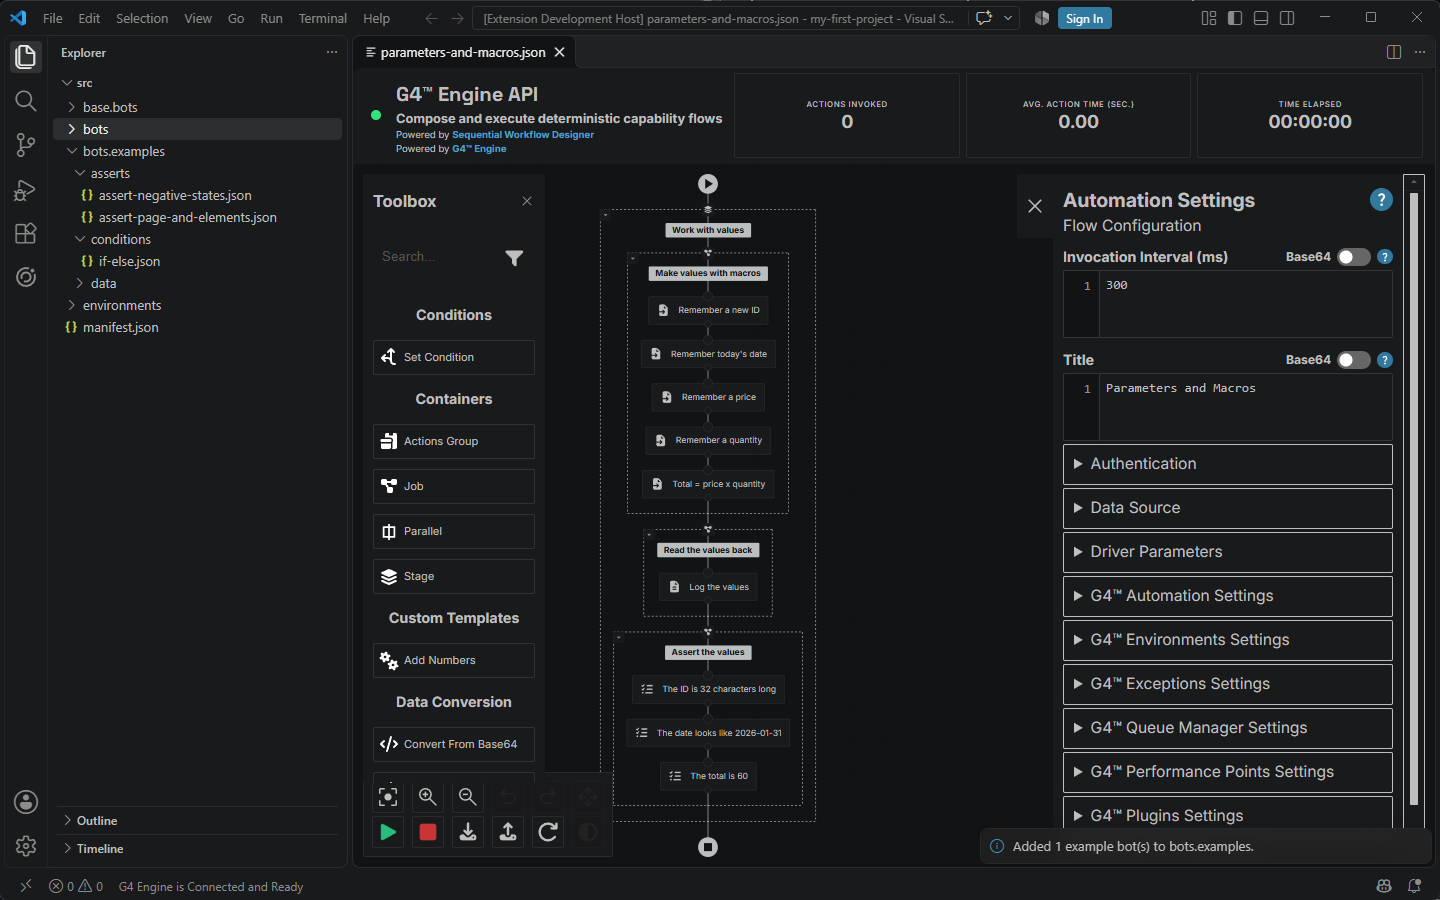 File Edit Selection View Go Run Terminal Help
[Extension Development Host] parameters-and-macros.json - my-first-project - Visual S...
Sign In
Explorer
src
base.bots
bots
bots.examples
asserts
{} assert-negative-states.json
{} assert-page-and-elements.json
conditions
{} if-else.json
data
environments
{} manifest.json
Outline
Timeline
parameters-and-macros.json
G4™ Engine API
Compose and execute deterministic capability flows
Powered by Sequential Workflow Designer
Powered by G4™ Engine
ACTIONS INVOKED
0
AVG. ACTION TIME (SEC.)
0.00
TIME ELAPSED
00:00:00
Toolbox
Search...
Conditions
Set Condition
Containers
Actions Group
Job
Parallel
Stage
Custom Templates
Add Numbers
Data Conversion
Convert From Base64
Work with values
Make values with macros
Remember a new ID
Remember today's date
Remember a price
Remember a quantity
Total = price x quantity
Read the values back
Log the values
Assert the values
The ID is 32 characters long
The date looks like 2026-01-31
The total is 60
Automation Settings
?
Flow Configuration
Invocation Interval (ms) Base64 ?
1 300
Title Base64 ?
1 Parameters and Macros
Authentication
Data Source
Driver Parameters
G4™ Automation Settings
G4™ Environments Settings
G4™ Exceptions Settings
G4™ Queue Manager Settings
G4™ Performance Points Settings
G4™ Plugins Settings
Added 1 example bot(s) to bots.examples.
0 0 G4 Engine is Connected and Ready